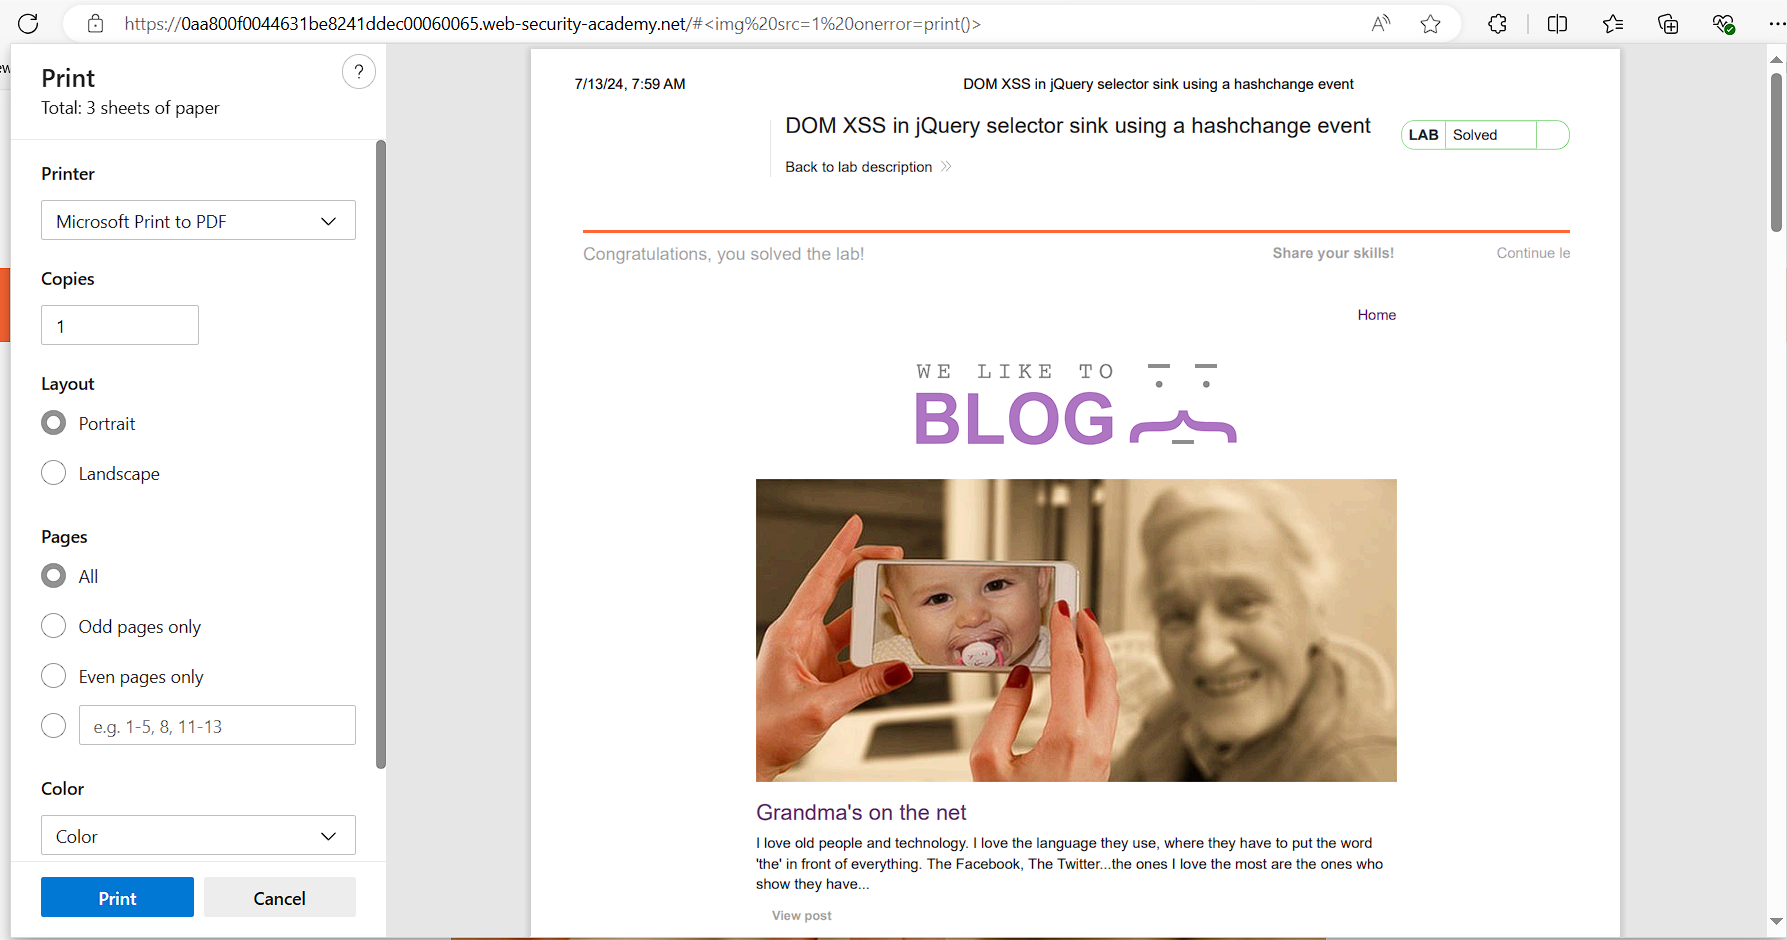 https://0aa800f0044631be8241ddec00060065.web-security-academy.net/#<img%20src=1%20onerror=print()>
Print
?
Total: 3 sheets of paper
Printer
Microsoft Print to PDF
Copies
1
Layout
Portrait
Landscape
Pages
All
Odd pages only
Even pages only
e.g. 1-5, 8, 11-13
Color
Color
Print
Cancel
7/13/24, 7:59 AM
DOM XSS in jQuery selector sink using a hashchange event
DOM XSS in jQuery selector sink using a hashchange event
LAB
Solved
Back to lab description
Congratulations, you solved the lab!
Share your skills!
Continue le
Home
WE LIKE TO
BLOG
Grandma's on the net
I love old people and technology. I love the language they use, where they have to put the word
'the' in front of everything. The Facebook, The Twitter...the ones I love the most are the ones who
show they have...
View post